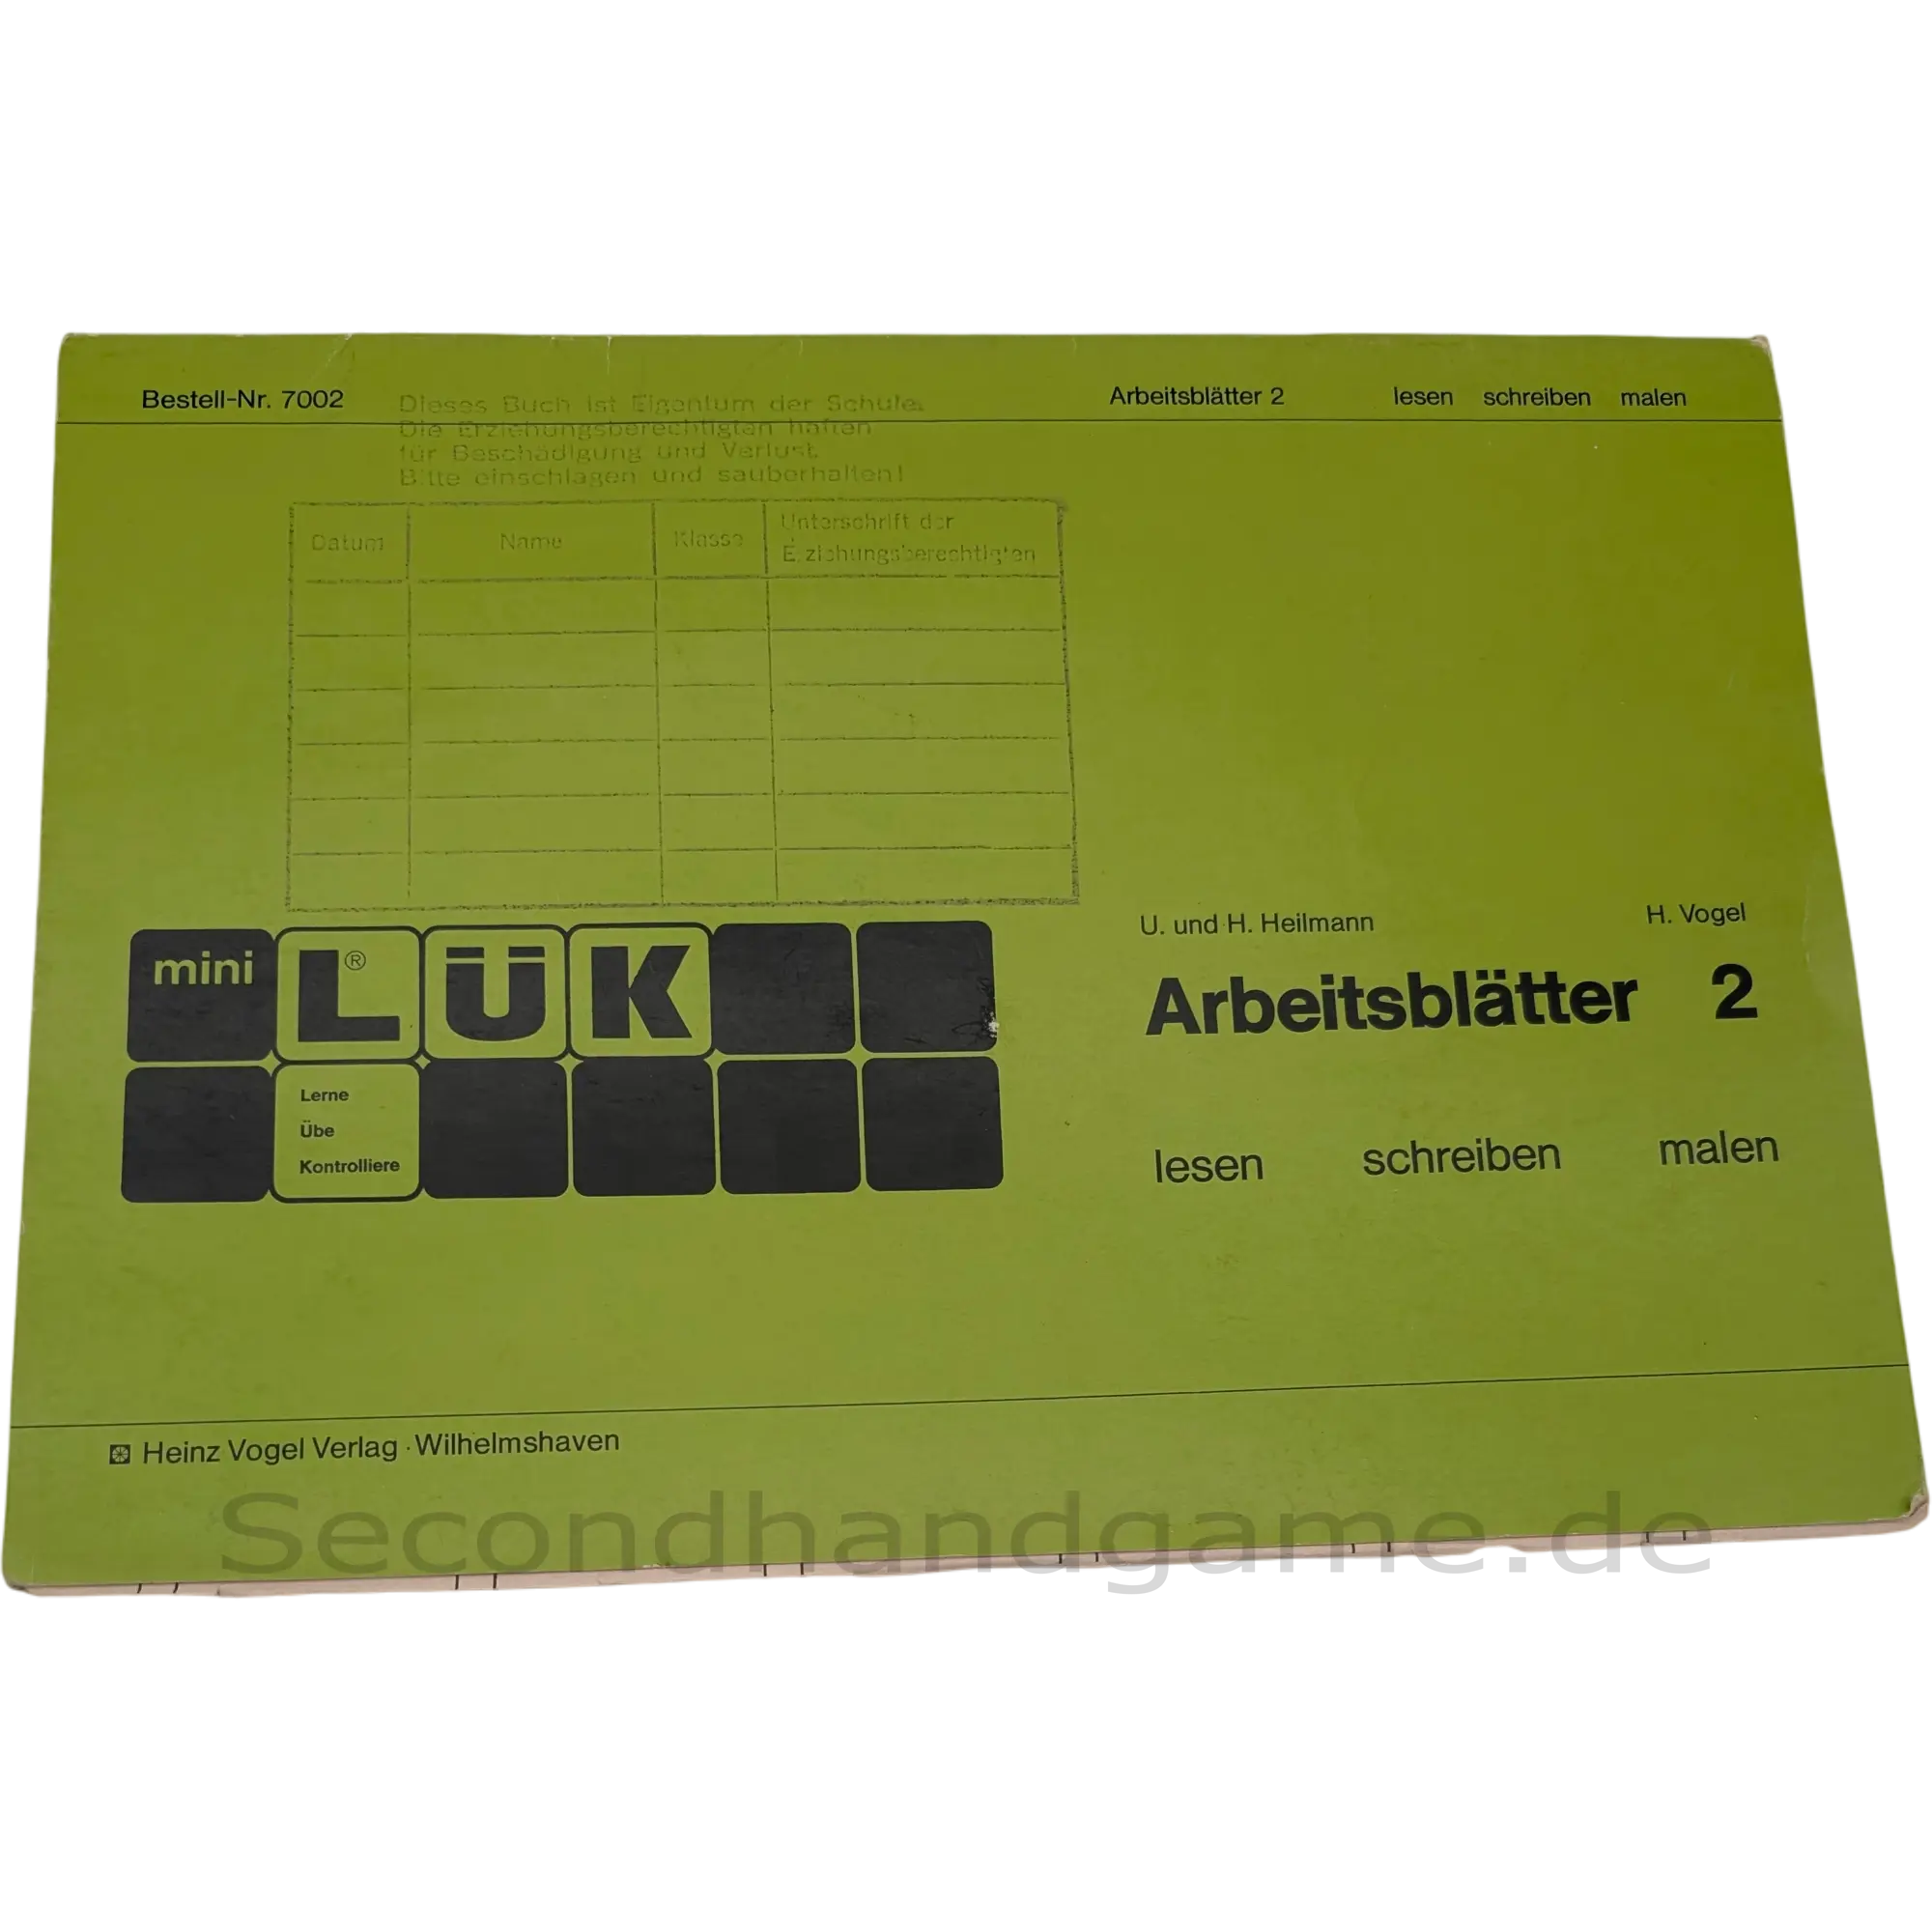 Bestell-Nr. 7002
Arbeitsblätter 2 lesen schreiben malen
Dieses Buch ist Eigentum der Schule.
Die Erziehungsberechtigten haften
für Beschädigung und Verlust.
Bitte einschlagen und sauberhalten!
Datum Name Klasse Unterschrift der
Erziehungsberechtigten
mini LÜK®
Lerne
Übe
Kontrolliere
U. und H. Heilmann H. Vogel
Arbeitsblätter 2
lesen schreiben malen
Heinz Vogel Verlag · Wilhelmshaven
Secondhandgame.de